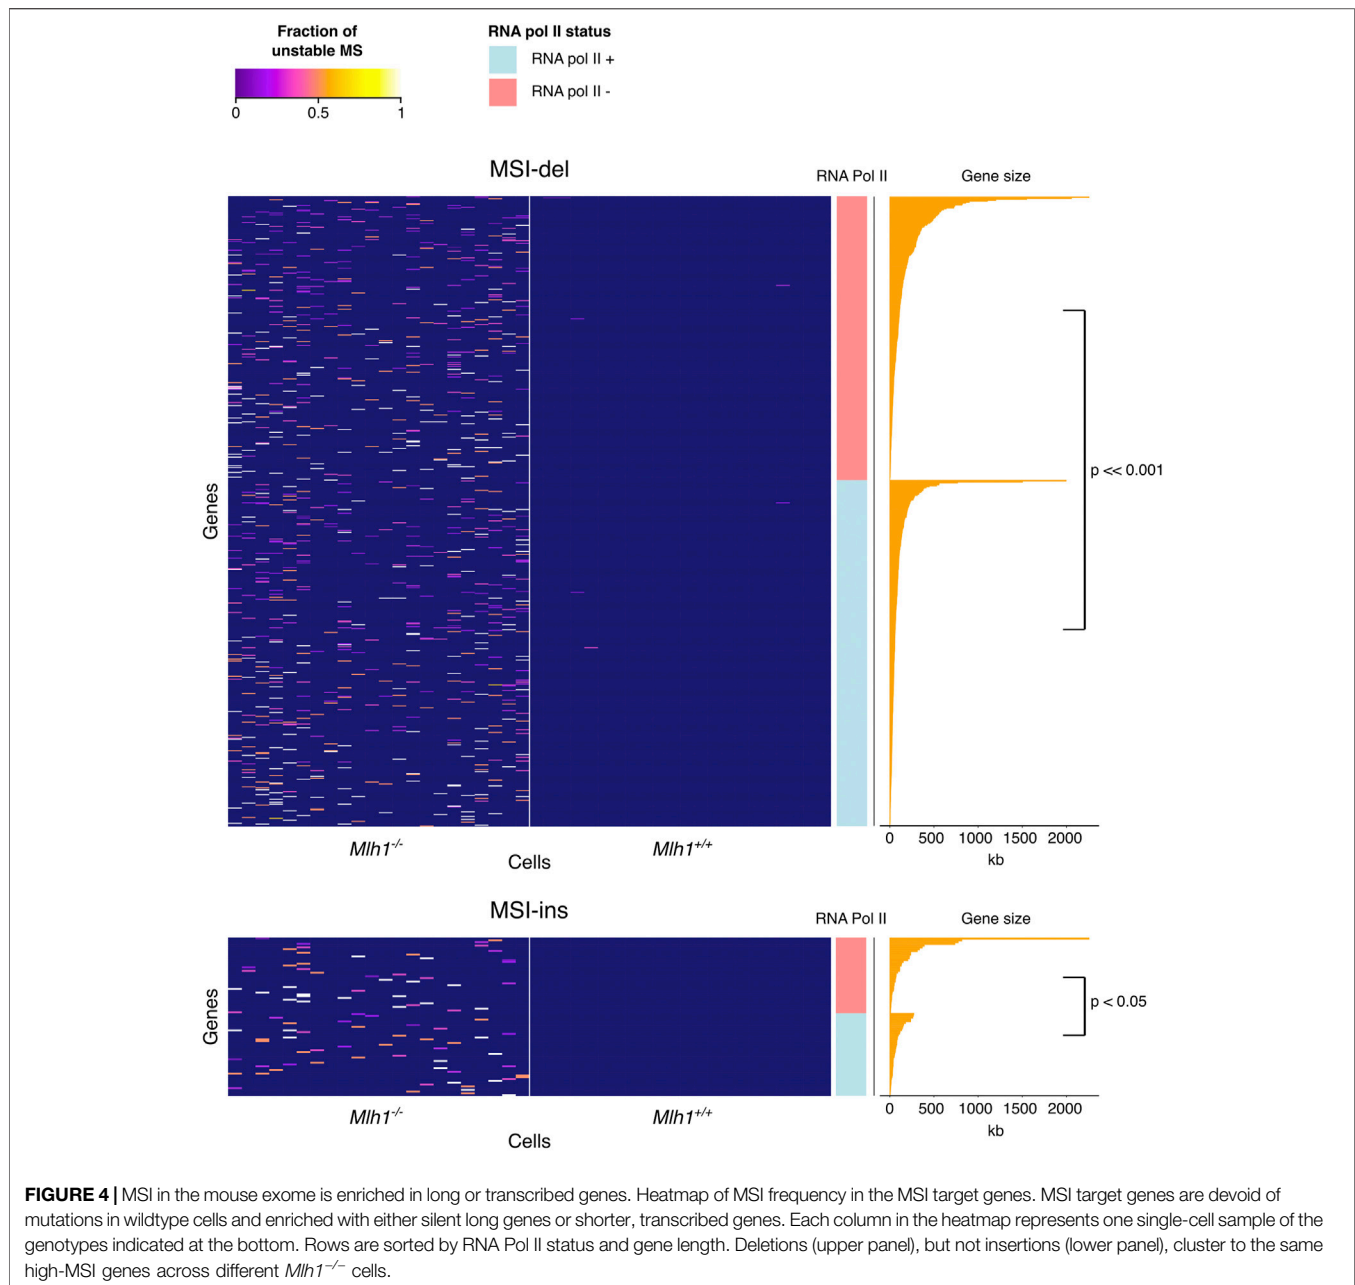 Fraction of
unstable MS
0 0.5 1
RNA pol II status
RNA pol II +
RNA pol II -
MSI-del
RNA Pol II
Gene size
Genes
p << 0.001
Mlh1-/-
Mlh1+/+
Cells
0 500 1000 1500 2000
kb
MSI-ins
RNA Pol II
Gene size
Genes
p < 0.05
Mlh1-/-
Mlh1+/+
Cells
0 500 1000 1500 2000
kb
FIGURE 4 | MSI in the mouse exome is enriched in long or transcribed genes. Heatmap of MSI frequency in the MSI target genes. MSI target genes are devoid of
mutations in wildtype cells and enriched with either silent long genes or shorter, transcribed genes. Each column in the heatmap represents one single-cell sample of the
genotypes indicated at the bottom. Rows are sorted by RNA Pol II status and gene length. Deletions (upper panel), but not insertions (lower panel), cluster to the same
high-MSI genes across different Mlh1−/− cells.